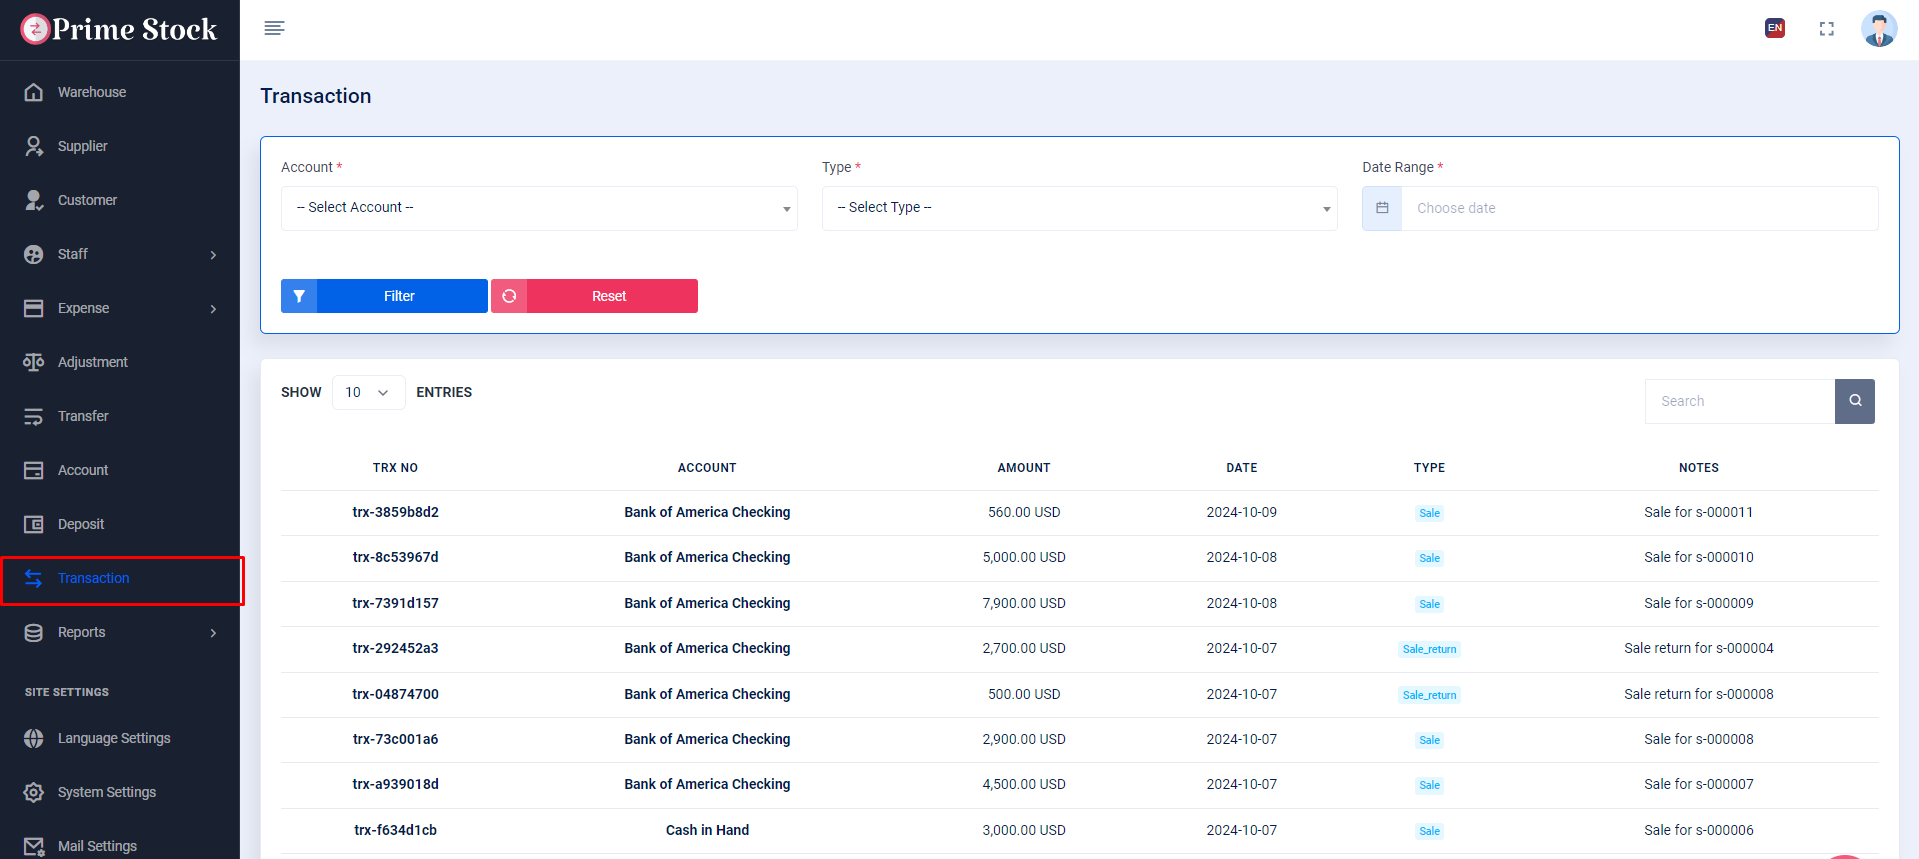 Prime Stock
EN
Warehouse
Supplier
Customer
Staff
Expense
Adjustment
Transfer
Account
Deposit
Transaction
Reports
SITE SETTINGS
Language Settings
System Settings
Mail Settings
Transaction
Account * Type * Date Range *
-- Select Account -- -- Select Type -- Choose date
Filter Reset
SHOW 10 ENTRIES Search
TRX NO ACCOUNT AMOUNT DATE TYPE NOTES
trx-3859b8d2 Bank of America Checking 560.00 USD 2024-10-09 Sale Sale for s-000011
trx-8c53967d Bank of America Checking 5,000.00 USD 2024-10-08 Sale Sale for s-000010
trx-7391d157 Bank of America Checking 7,900.00 USD 2024-10-08 Sale Sale for s-000009
trx-292452a3 Bank of America Checking 2,700.00 USD 2024-10-07 Sale_return Sale return for s-000004
trx-04874700 Bank of America Checking 500.00 USD 2024-10-07 Sale_return Sale return for s-000008
trx-73c001a6 Bank of America Checking 2,900.00 USD 2024-10-07 Sale Sale for s-000008
trx-a939018d Bank of America Checking 4,500.00 USD 2024-10-07 Sale Sale for s-000007
trx-f634d1cb Cash in Hand 3,000.00 USD 2024-10-07 Sale Sale for s-000006